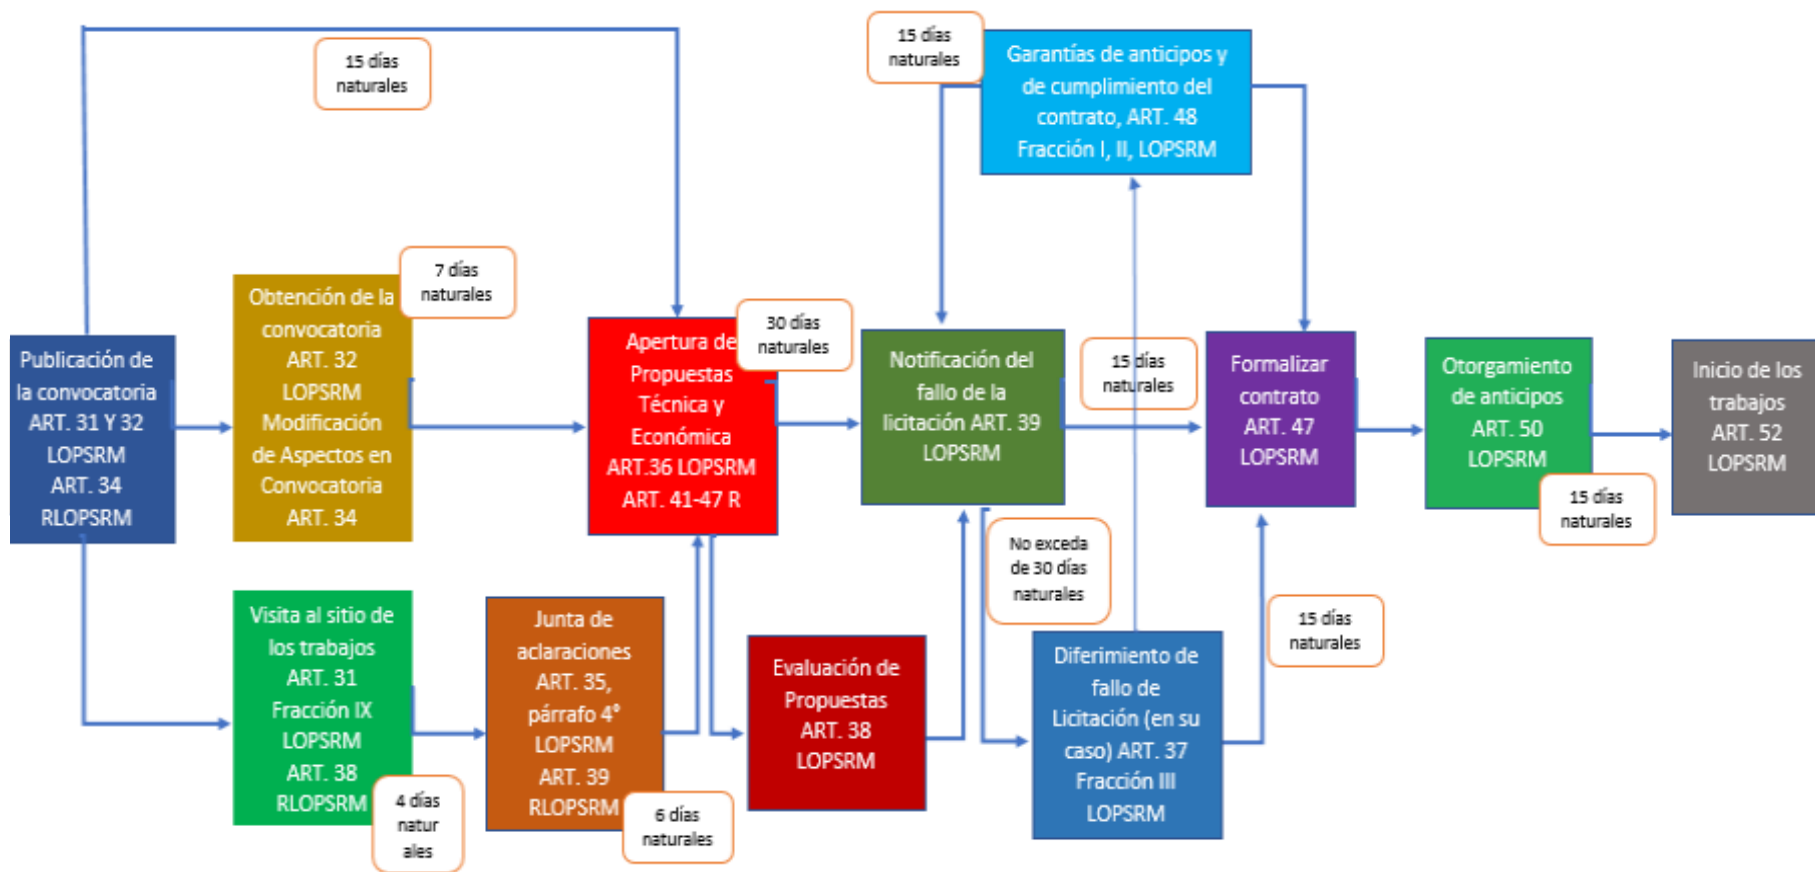 15 días
naturales
15 días
naturales
Garantías de anticipos y
de cumplimiento del
contrato, ART. 48
Fracción I, II, LOPSRM
7 días
naturales
Obtención de la
convocatoria
ART. 32
LOPSRM
Modificación
de Aspectos en
Convocatoria
ART. 34
Publicación de
la convocatoria
ART. 31 Y 32
LOPSRM
ART. 34
RLOPSRM
30 días
naturales
Apertura de
Propuestas
Técnica y
Económica
ART.36 LOPSRM
ART. 41-47 R
Notificación del
fallo de la
licitación ART. 39
LOPSRM
15 días
naturales
Formalizar
contrato
ART. 47
LOPSRM
Otorgamiento
de anticipos
ART. 50
LOPSRM
15 días
naturales
Inicio de los
trabajos
ART. 52
LOPSRM
Visita al sitio de
los trabajos
ART. 31
Fracción IX
LOPSRM
ART. 38
RLOPSRM
4 días
natur
ales
Junta de
aclaraciones
ART. 35,
párrafo 4°
LOPSRM
ART. 39
RLOPSRM
6 días
naturales
Evaluación de
Propuestas
ART. 38
LOPSRM
No exceda
de 30 días
naturales
Diferimiento de
fallo de
Licitación (en su
caso) ART. 37
Fracción III
LOPSRM
15 días
naturales